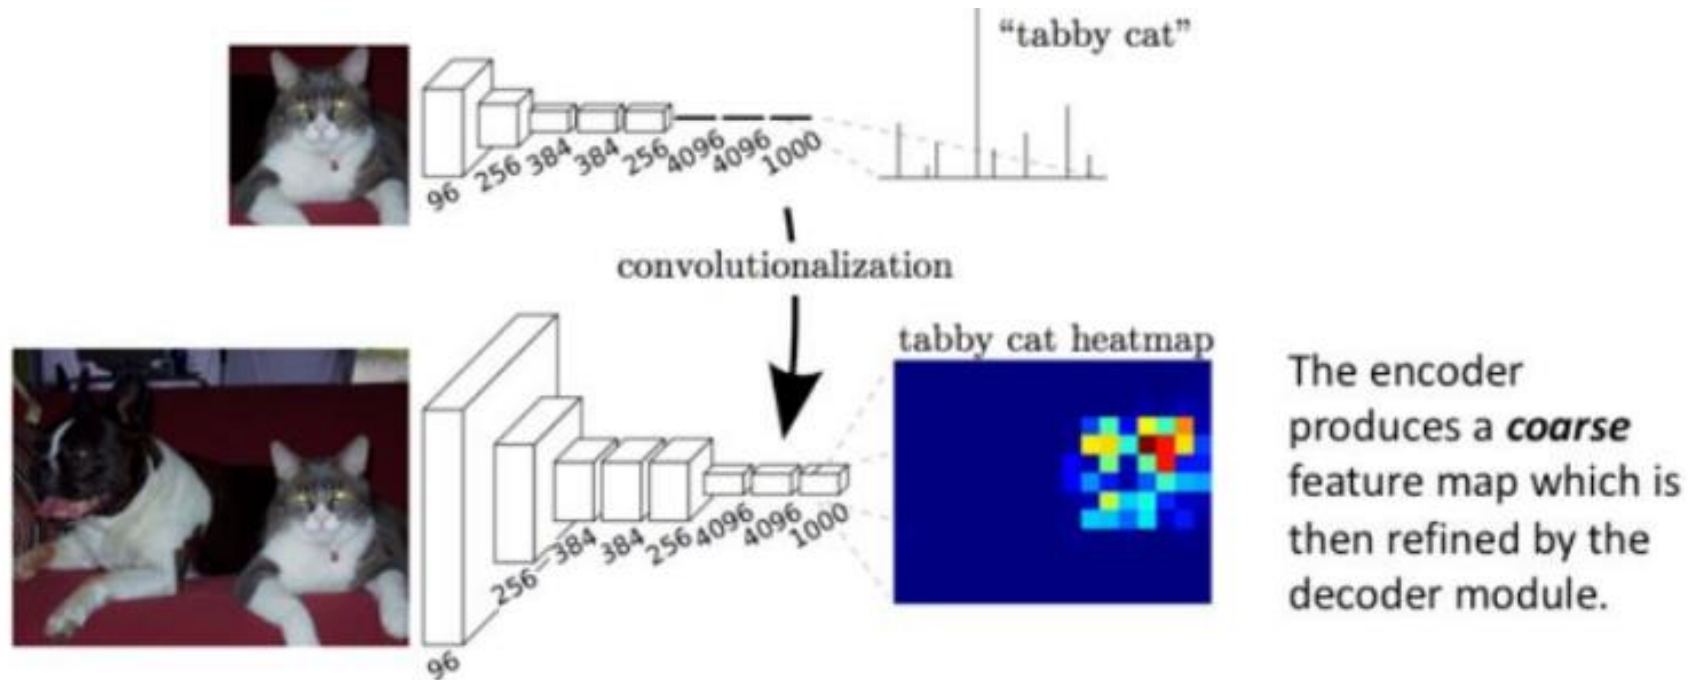 "tabby cat"
96
256
384
384
256
4096
4096
1000
convolutionalization
tabby cat heatmap
96
256
384
384
256
4096
4096
1000
The encoder
produces a coarse
feature map which is
then refined by the
decoder module.